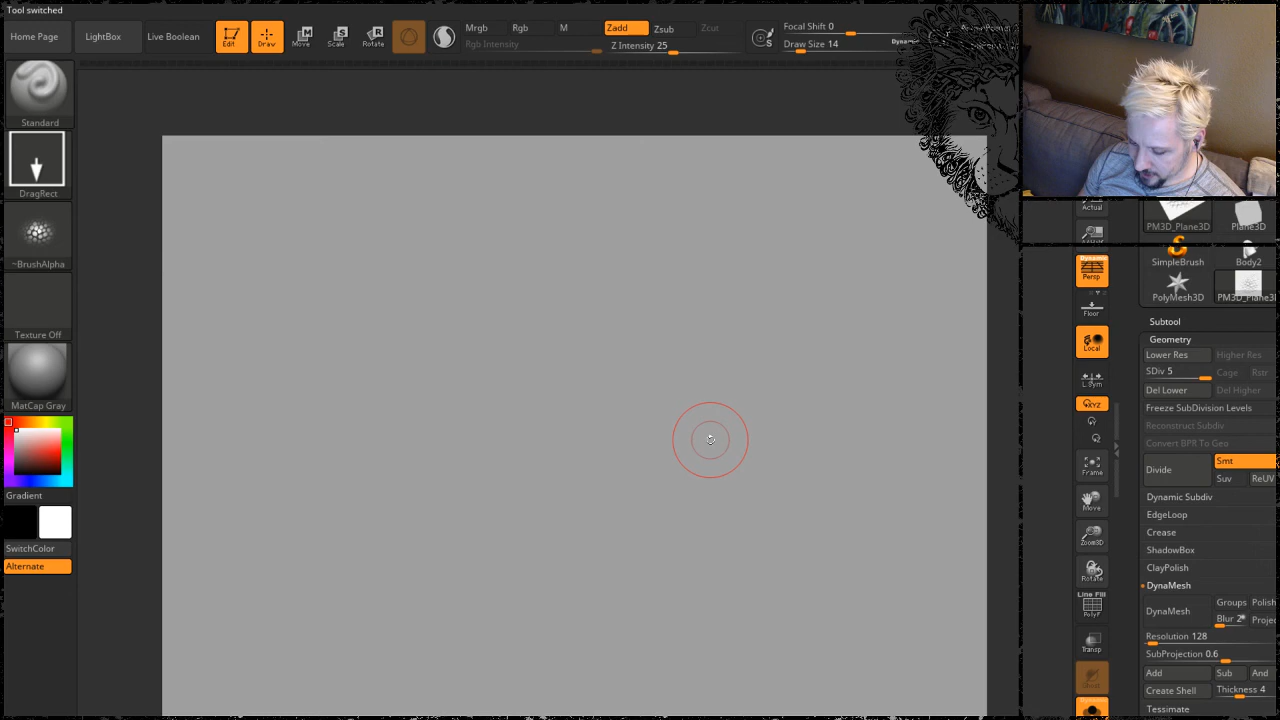 Tool switched
Home Page
LightBox
Live Boolean
Edit
Draw
Move
Scale
Rotate
Mrgb
Rgb
M
Rgb Intensity
Zadd
Zsub
Zcut
Z Intensity 25
Focal Shift 0
Draw Size 14
Dynamic
Standard
DragRect
~BrushAlpha
Texture Off
MatCap Gray
Gradient
SwitchColor
Alternate
Actual
Dynamic
Persp
Floor
Local
L.Sym
XYZ
Frame
Move
Zoom3D
Rotate
Line Fill
PolyF
Transp
PM3D_Plane3D
Plane3D
SimpleBrush
Body2
PolyMesh3D
PM3D_Plane3
Subtool
Geometry
Lower Res
Higher Res
SDiv 5
Cage
Rstr
Del Lower
Del Higher
Freeze SubDivision Levels
Reconstruct Subdiv
Convert BPR To Geo
Divide
Smt
Suv
ReUV
Dynamic Subdiv
EdgeLoop
Crease
ShadowBox
ClayPolish
DynaMesh
DynaMesh
Groups
Polish
Blur 2
Proje
Resolution 128
SubProjection 0.6
Add
Sub
And
Create Shell
Thickness 4
Tessimate